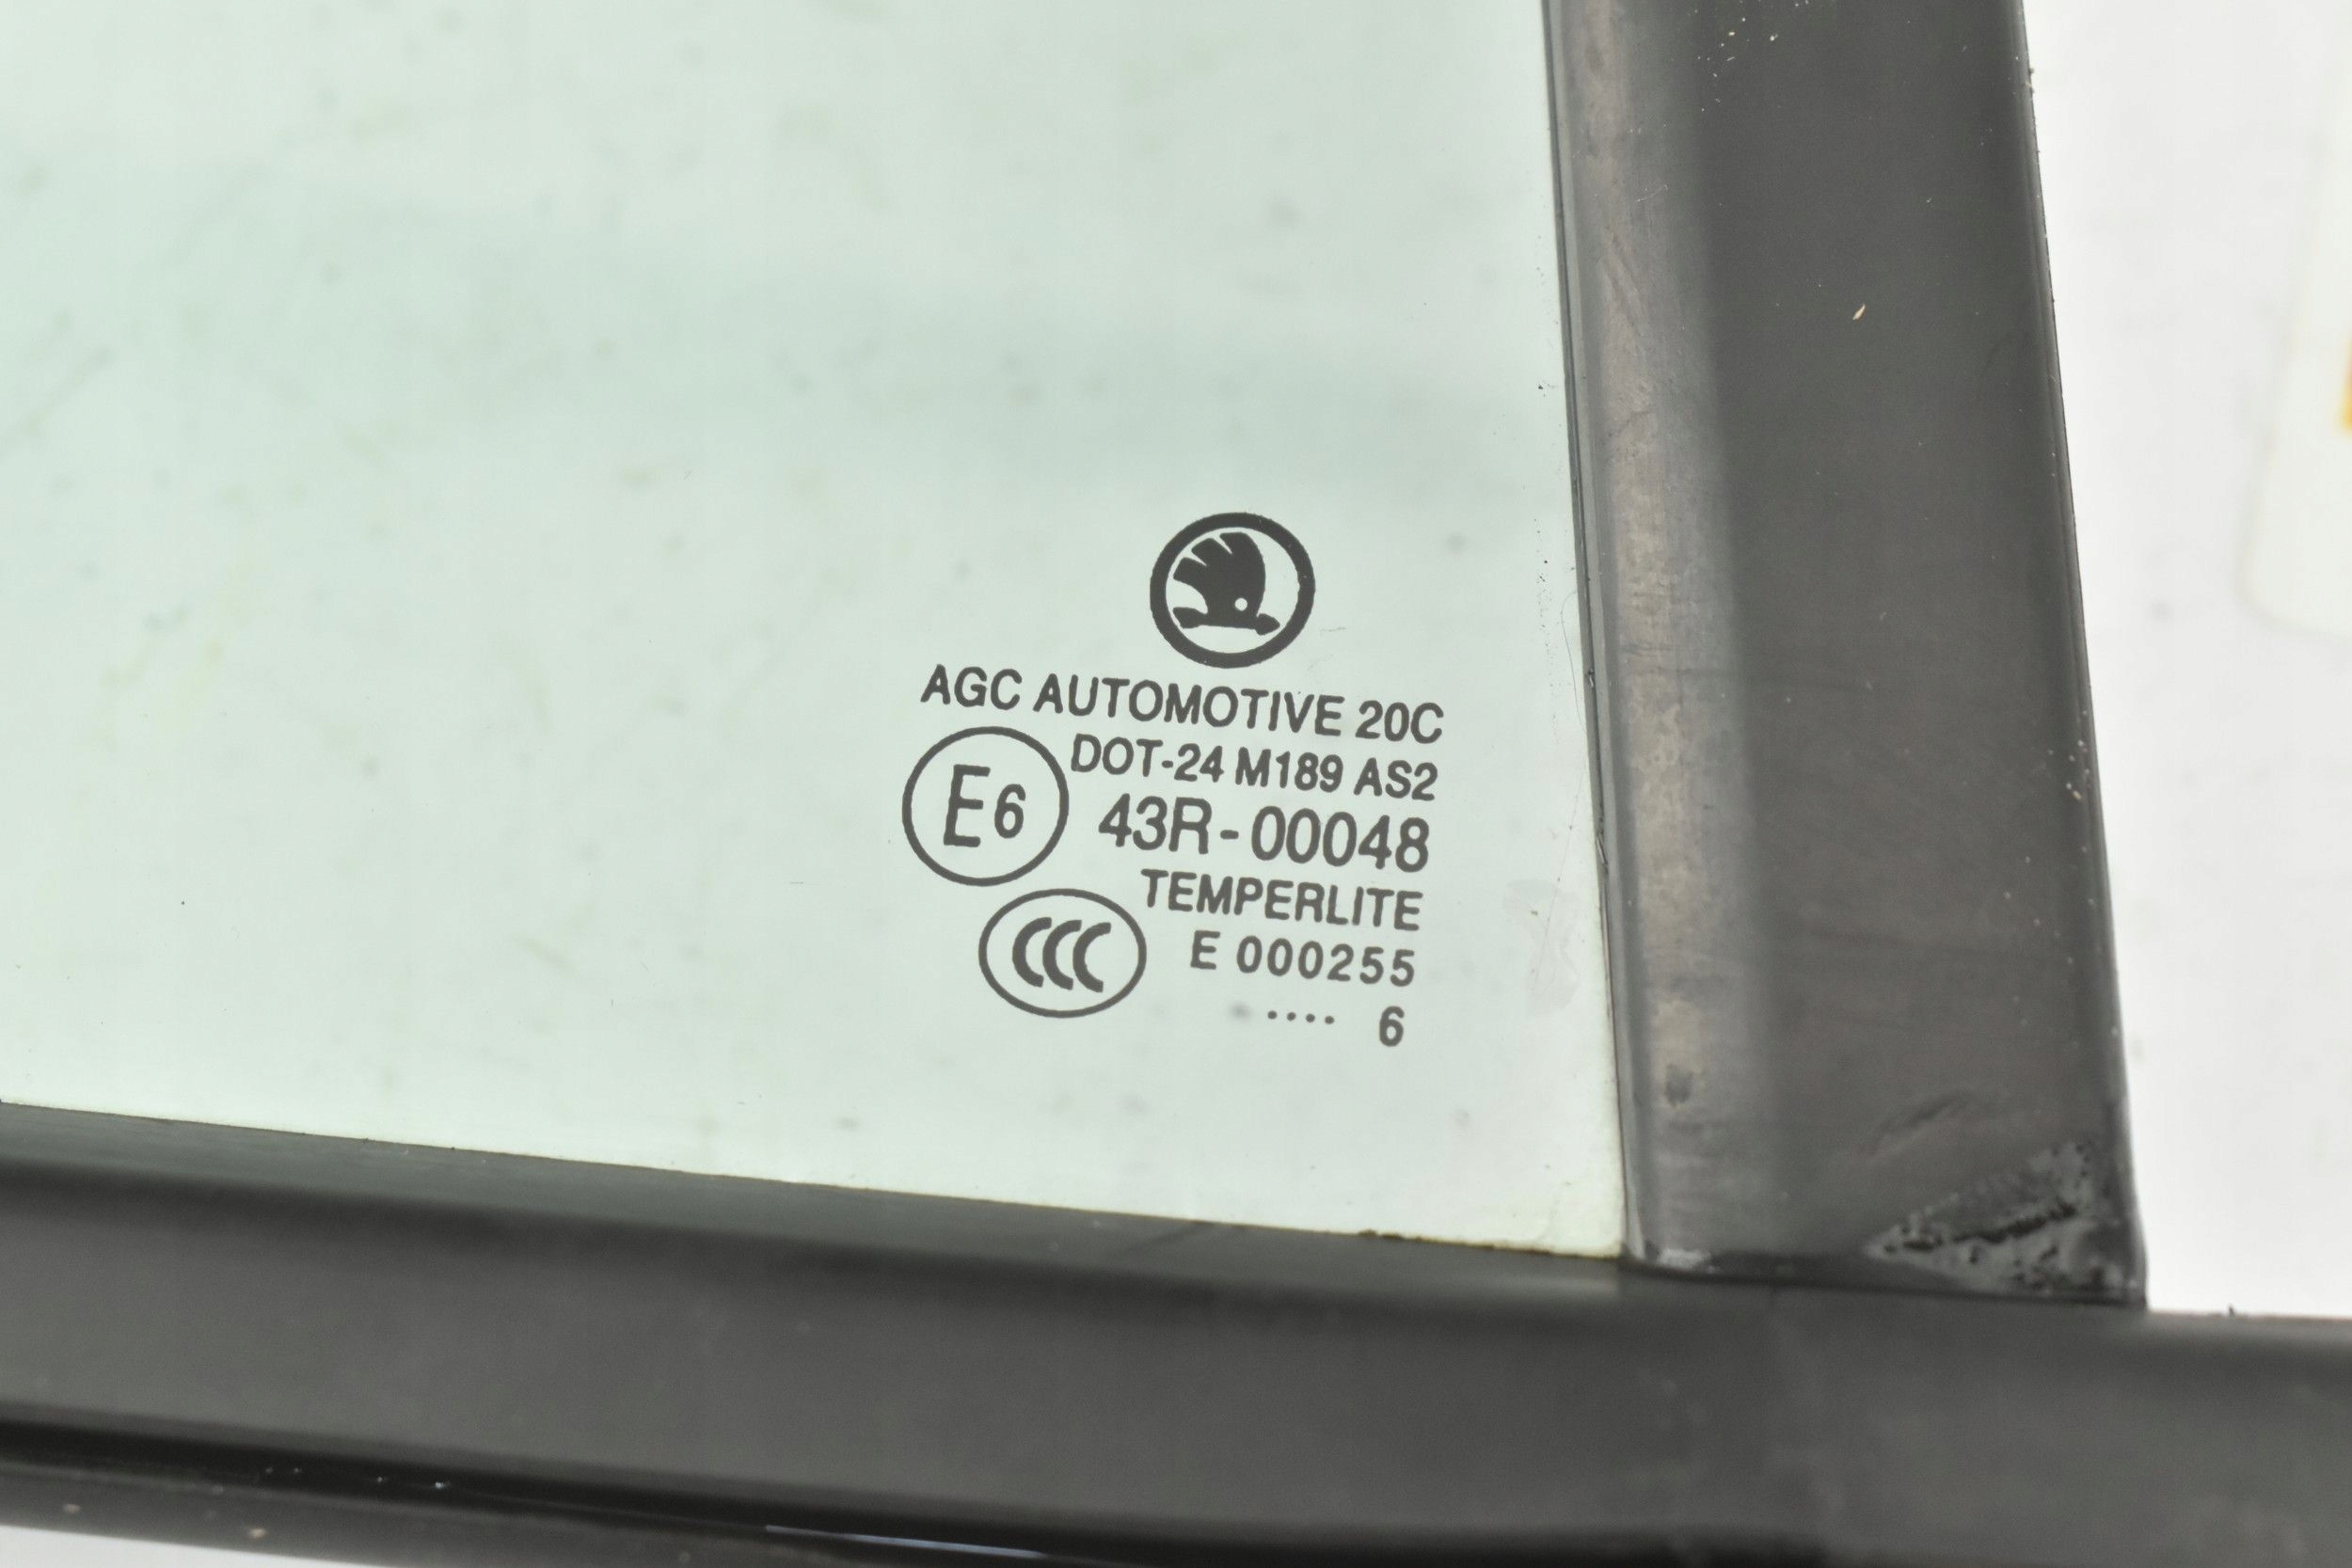 AGC AUTOMOTIVE 20C
DOT-24 M189 AS2
E6 43R-00048
TEMPERLITE
CCC E 000255
.... 6